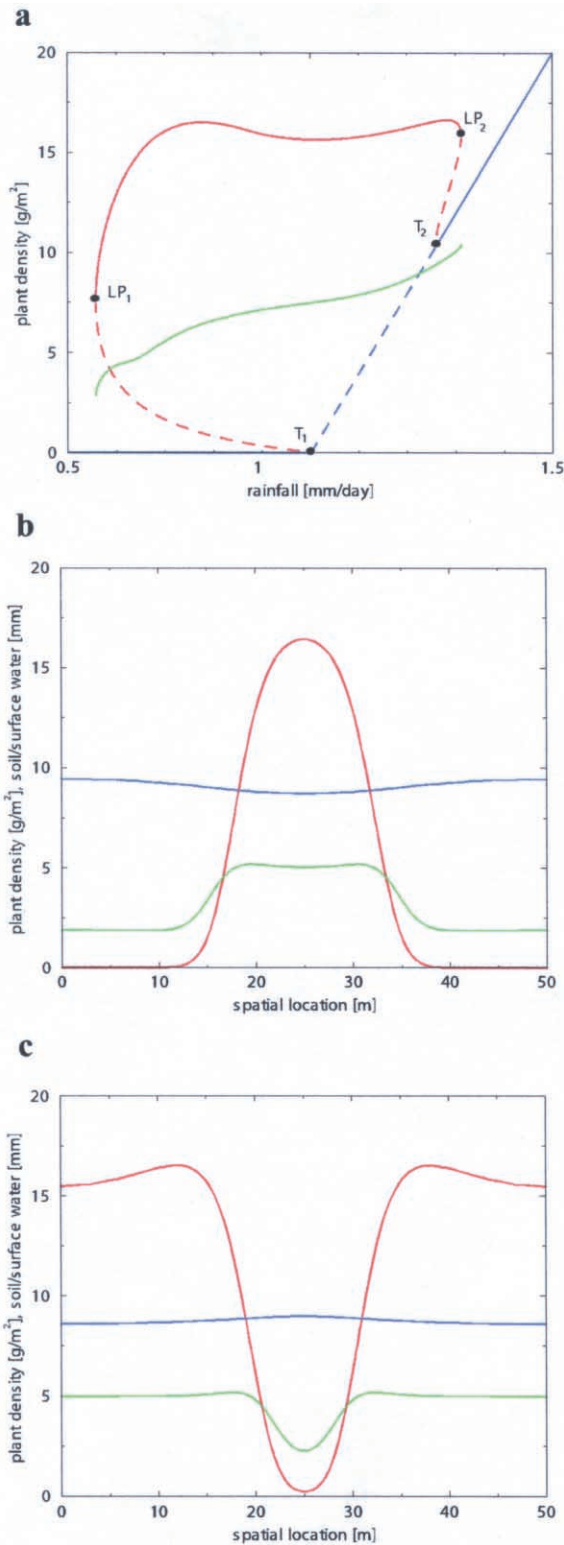 a
20
15
10
5
0
plant density [g/m²]
LP₂
T₂
LP₁
T₁
0.5
1
1.5
rainfall [mm/day]
b
20
15
10
5
0
plant density [g/m²], soil/surface water [mm]
0
10
20
30
40
50
spatial location [m]
c
20
15
10
5
0
plant density [g/m²], soil/surface water [mm]
0
10
20
30
40
50
spatial location [m]